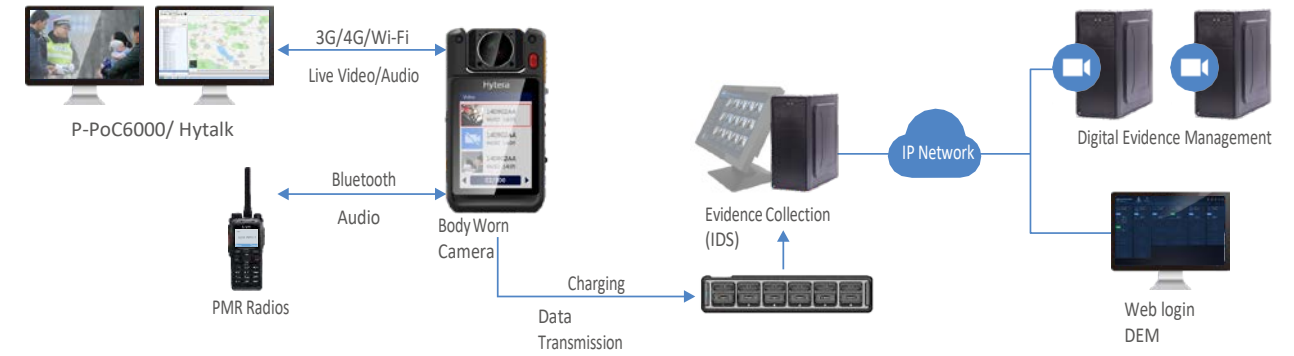 3G/4G/Wi-Fi
Live Video/Audio
P-PoC6000/ Hytalk
Hytera
Video
Bluetooth
Audio
Body Worn
Camera
PMR Radios
Charging
Data
Transmission
Evidence Collection
(IDS)
IP Network
Digital Evidence Management
Web login
DEM